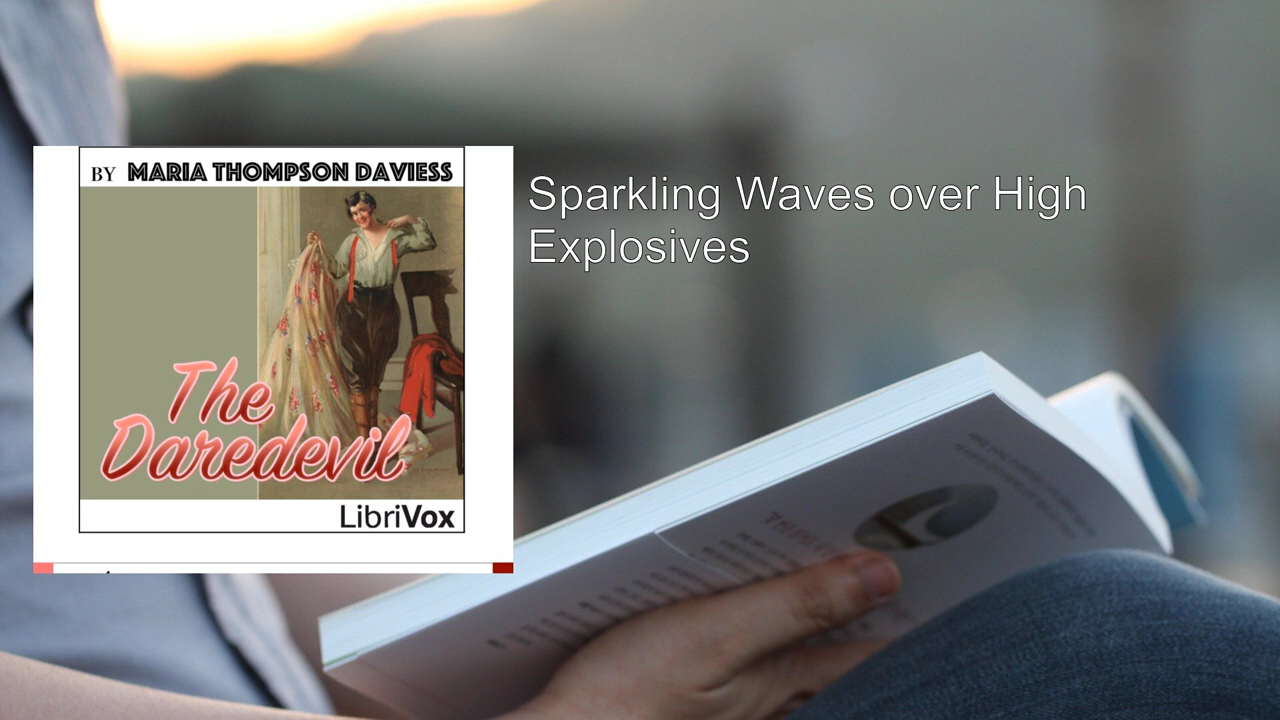 BY MARIA THOMPSON DAVIESS
The
Daredevil
LibriVox
Sparkling Waves over High
Explosives